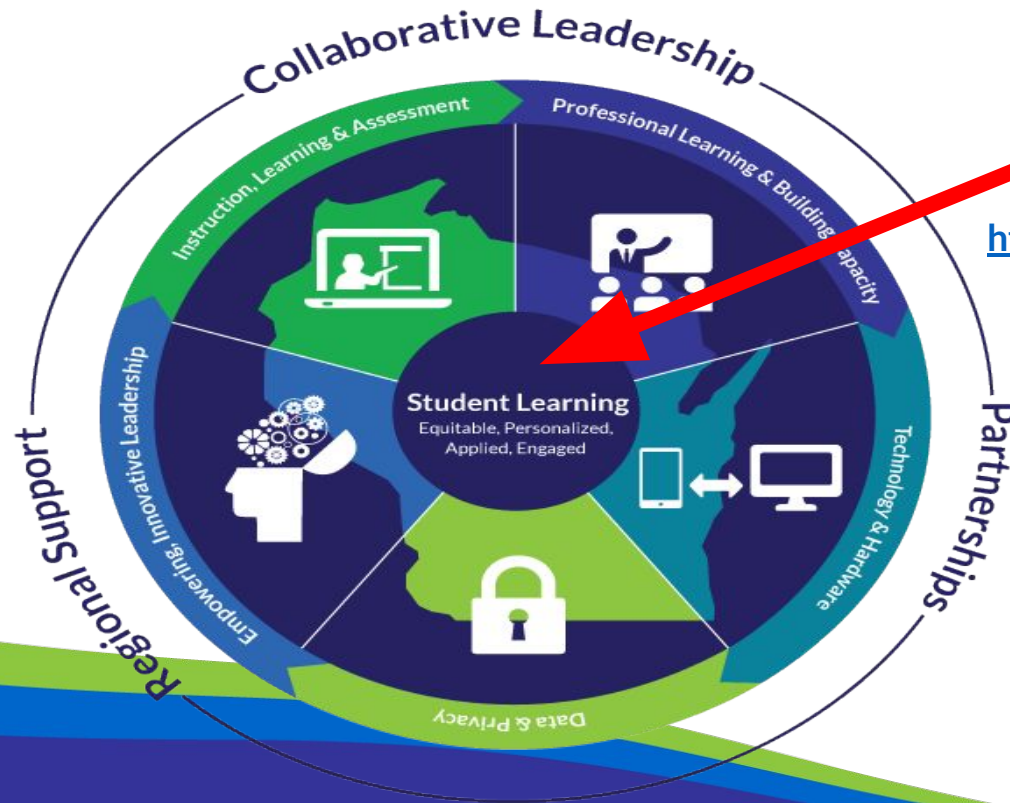 Collaborative Leadership
Instruction, Learning & Assessment
Professional Learning & Building Capacity
Student Learning
Equitable, Personalized,
Applied, Engaged
Empowering, Innovative Leadership
Technology & Hardware
Data & Privacy
Regional Support
Partnerships